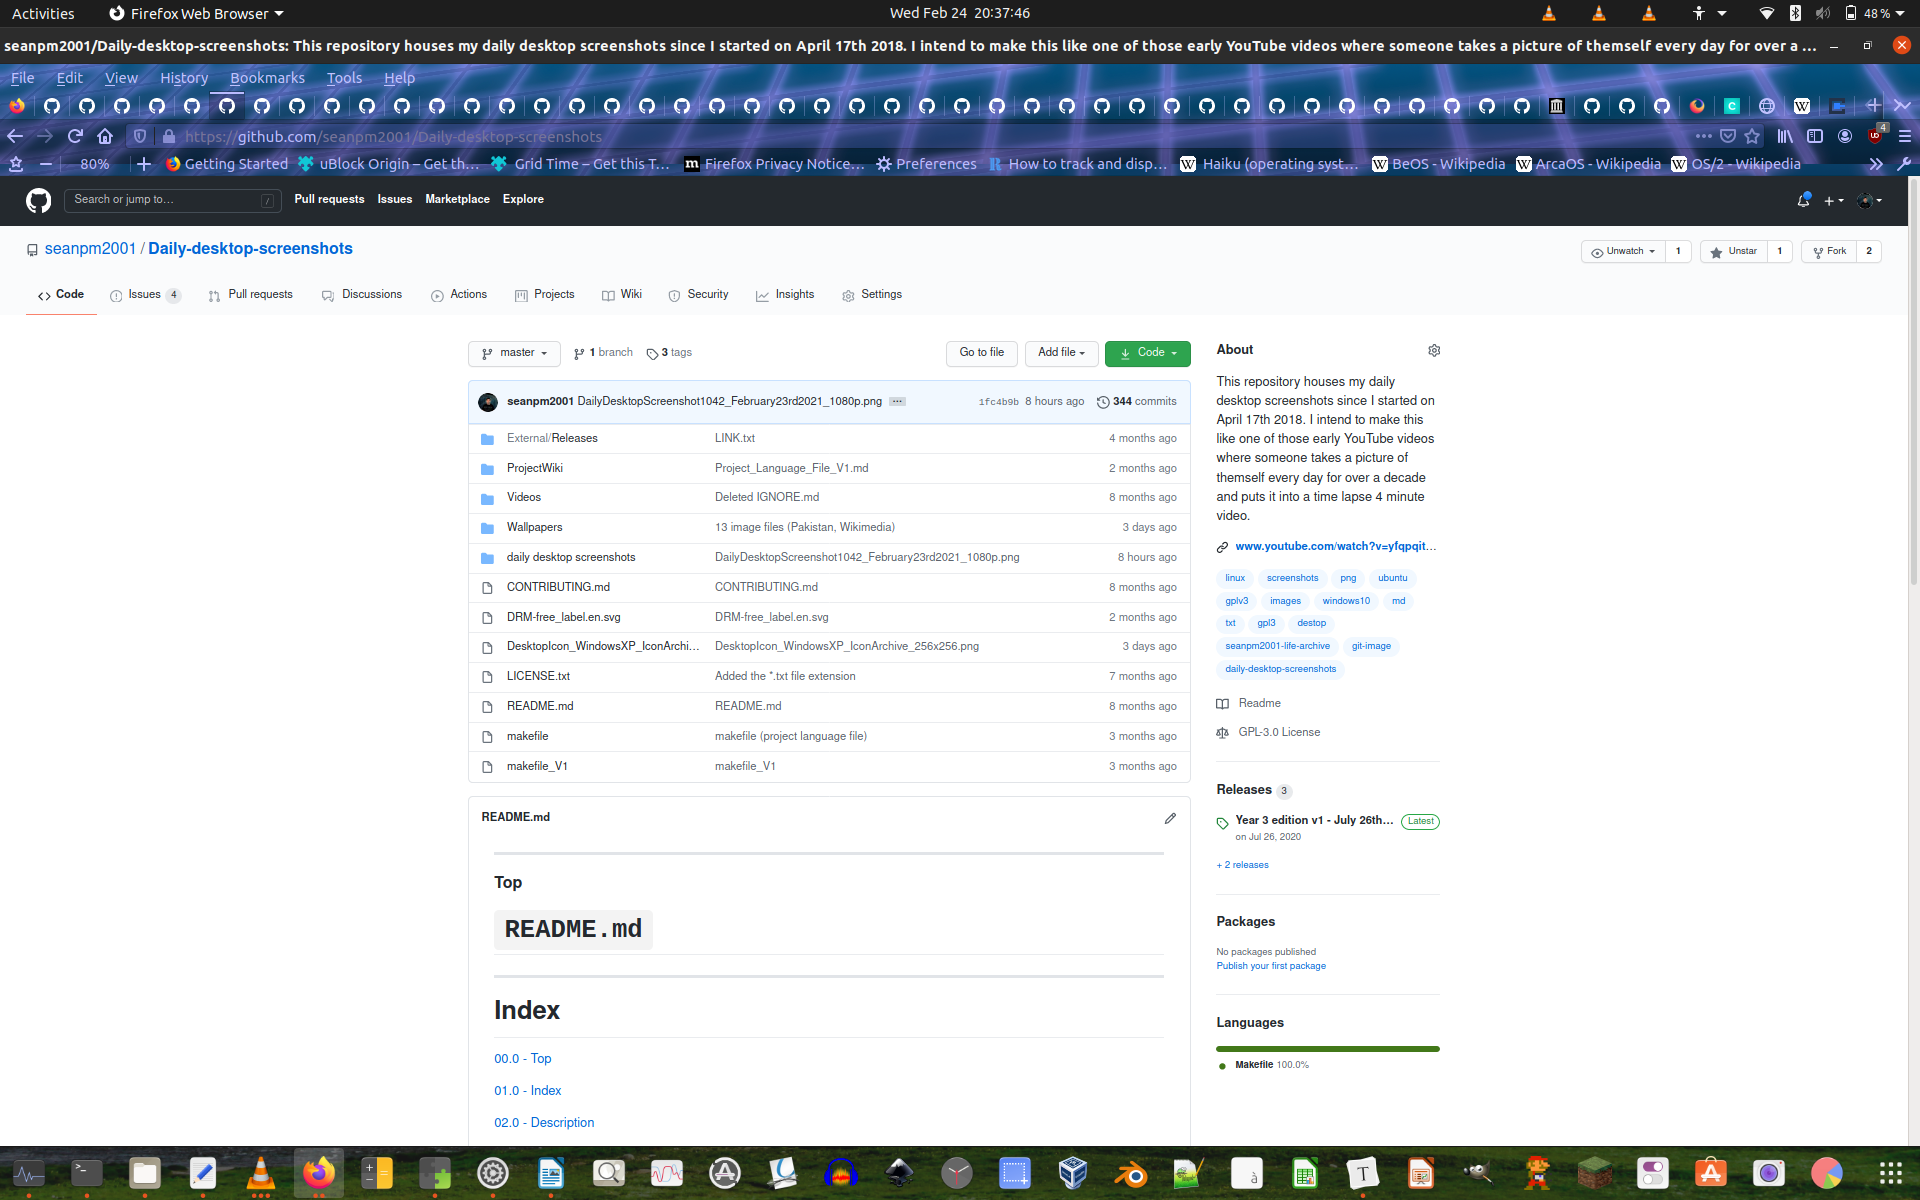 Activities
Firefox Web Browser
Wed Feb 24 20:37:46
48 %
seanpm2001/Daily-desktop-screenshots: This repository houses my daily desktop screenshots since I started on April 17th 2018. I intend to make this like one of those early YouTube videos where someone takes a picture of themself every day for over a ...
File Edit View History Bookmarks Tools Help
https://github.com/seanpm2001/Daily-desktop-screenshots
4
80%
Getting Started
uBlock Origin – Get th...
Grid Time – Get this T...
Firefox Privacy Notice...
Preferences
How to track and disp...
Haiku (operating syst...
BeOS - Wikipedia
ArcaOS - Wikipedia
OS/2 - Wikipedia
Search or jump to...
/
Pull requests Issues Marketplace Explore
seanpm2001 / Daily-desktop-screenshots
Unwatch 1
Unstar 1
Fork 2
Code
Issues 4
Pull requests
Discussions
Actions
Projects
Wiki
Security
Insights
Settings
master
1 branch
3 tags
Go to file
Add file
Code
seanpm2001 DailyDesktopScreenshot1042_February23rd2021_1080p.png ...
1fc4b9b 8 hours ago
344 commits
External/Releases LINK.txt 4 months ago
ProjectWiki Project_Language_File_V1.md 2 months ago
Videos Deleted IGNORE.md 8 months ago
Wallpapers 13 image files (Pakistan, Wikimedia) 3 days ago
daily desktop screenshots DailyDesktopScreenshot1042_February23rd2021_1080p.png 8 hours ago
CONTRIBUTING.md CONTRIBUTING.md 8 months ago
DRM-free_label.en.svg DRM-free_label.en.svg 2 months ago
DesktopIcon_WindowsXP_IconArchi... DesktopIcon_WindowsXP_IconArchive_256x256.png 3 days ago
LICENSE.txt Added the *.txt file extension 7 months ago
README.md README.md 8 months ago
makefile makefile (project language file) 3 months ago
makefile_V1 makefile_V1 3 months ago
README.md
Top
README.md
Index
00.0 - Top
01.0 - Index
02.0 - Description
About
This repository houses my daily
desktop screenshots since I started on
April 17th 2018. I intend to make this
like one of those early YouTube videos
where someone takes a picture of
themself every day for over a decade
and puts it into a time lapse 4 minute
video.
www.youtube.com/watch?v=yfqpqit...
linux screenshots png ubuntu
gplv3 images windows10 md
txt gpl3 destop
seanpm2001-life-archive git-image
daily-desktop-screenshots
Readme
GPL-3.0 License
Releases 3
Year 3 edition v1 - July 26th... Latest
on Jul 26, 2020
+ 2 releases
Packages
No packages published
Publish your first package
Languages
Makefile 100.0%